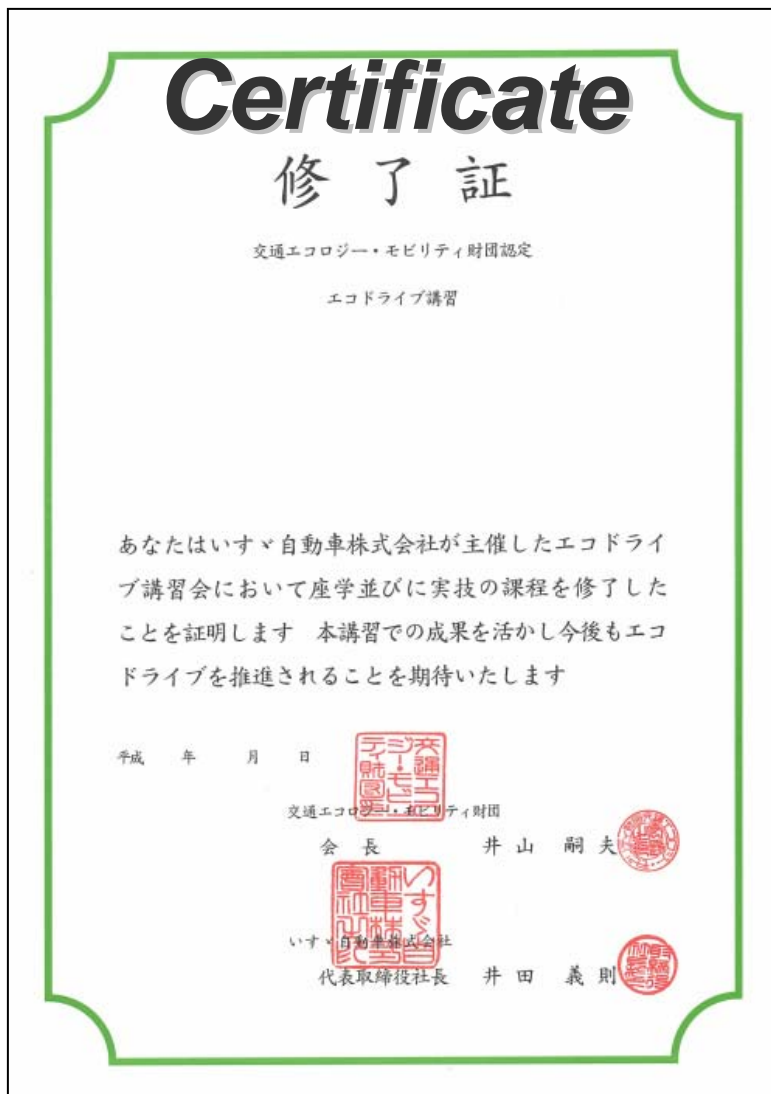 Certificate
修了証
交通エコロジー・モビリティ財団認定
エコドライブ講習
あなたはいすゞ自動車株式会社が主催したエコドライ
ブ講習会において座学並びに実技の課程を修了した
ことを証明します　本講習での成果を活かし今後もエコ
ドライブを推進されることを期待いたします
平成　年　月　日
交通エコロジー・モビリティ財団
会長　井山　嗣夫
いすゞ自動車株式会社
代表取締役社長　井田　義則